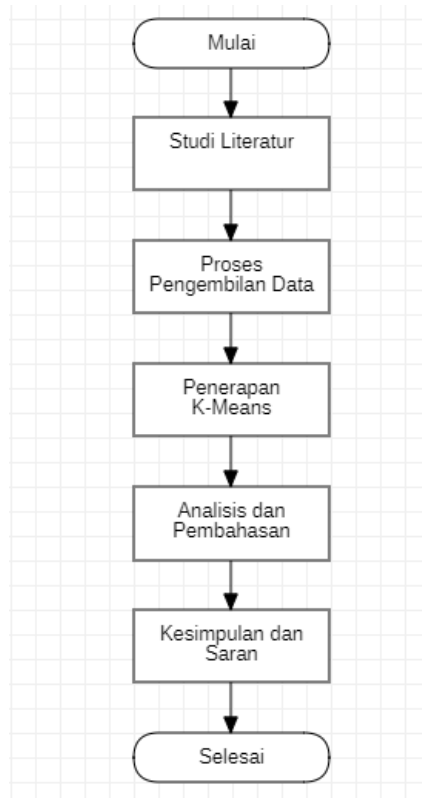 Mulai
Studi Literatur
Proses
Pengembilan Data
Penerapan
K-Means
Analisis dan
Pembahasan
Kesimpulan dan
Saran
Selesai